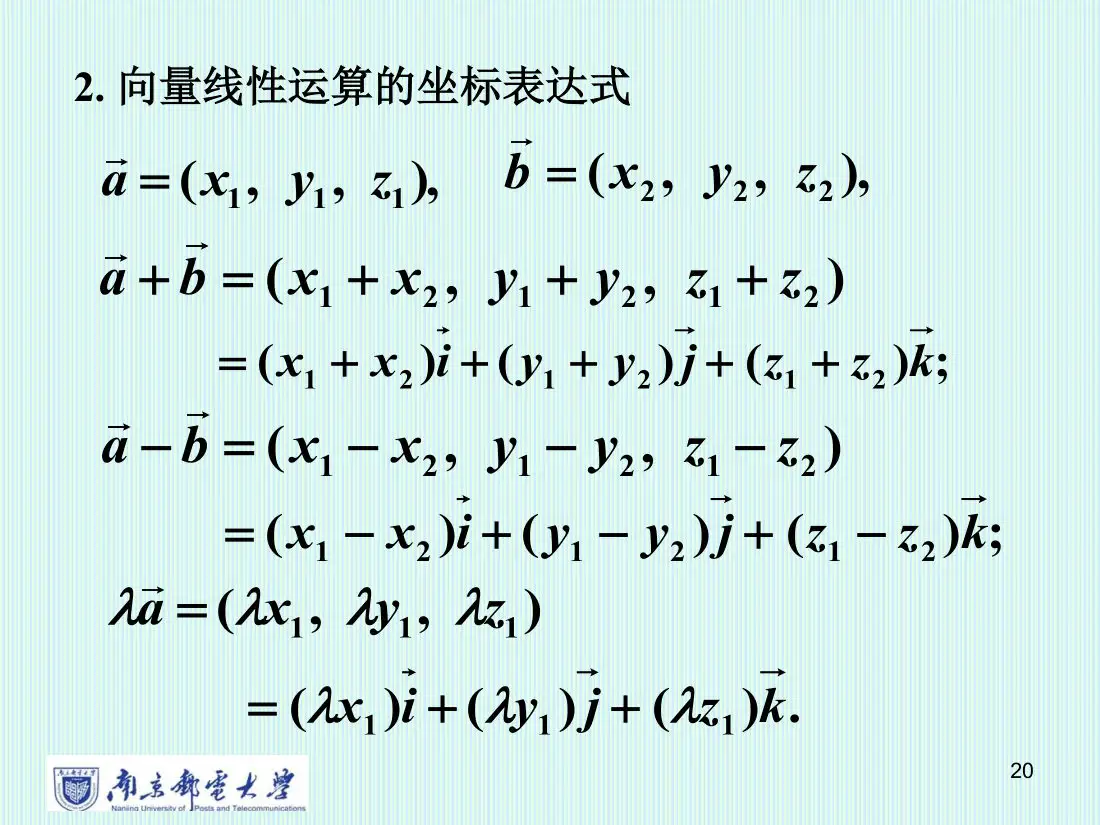 2. 向量线性运算的坐标表达式
a⃗ = (x₁, y₁, z₁), b⃗ = (x₂, y₂, z₂),
a⃗ + b⃗ = (x₁ + x₂, y₁ + y₂, z₁ + z₂)
= (x₁ + x₂)i⃗ + (y₁ + y₂)j⃗ + (z₁ + z₂)k⃗;
a⃗ − b⃗ = (x₁ − x₂, y₁ − y₂, z₁ − z₂)
= (x₁ − x₂)i⃗ + (y₁ − y₂)j⃗ + (z₁ − z₂)k⃗;
λa⃗ = (λx₁, λy₁, λz₁)
= (λx₁)i⃗ + (λy₁)j⃗ + (λz₁)k⃗.
南京郵電大學
Nanjing University of Posts and Telecommunications
20